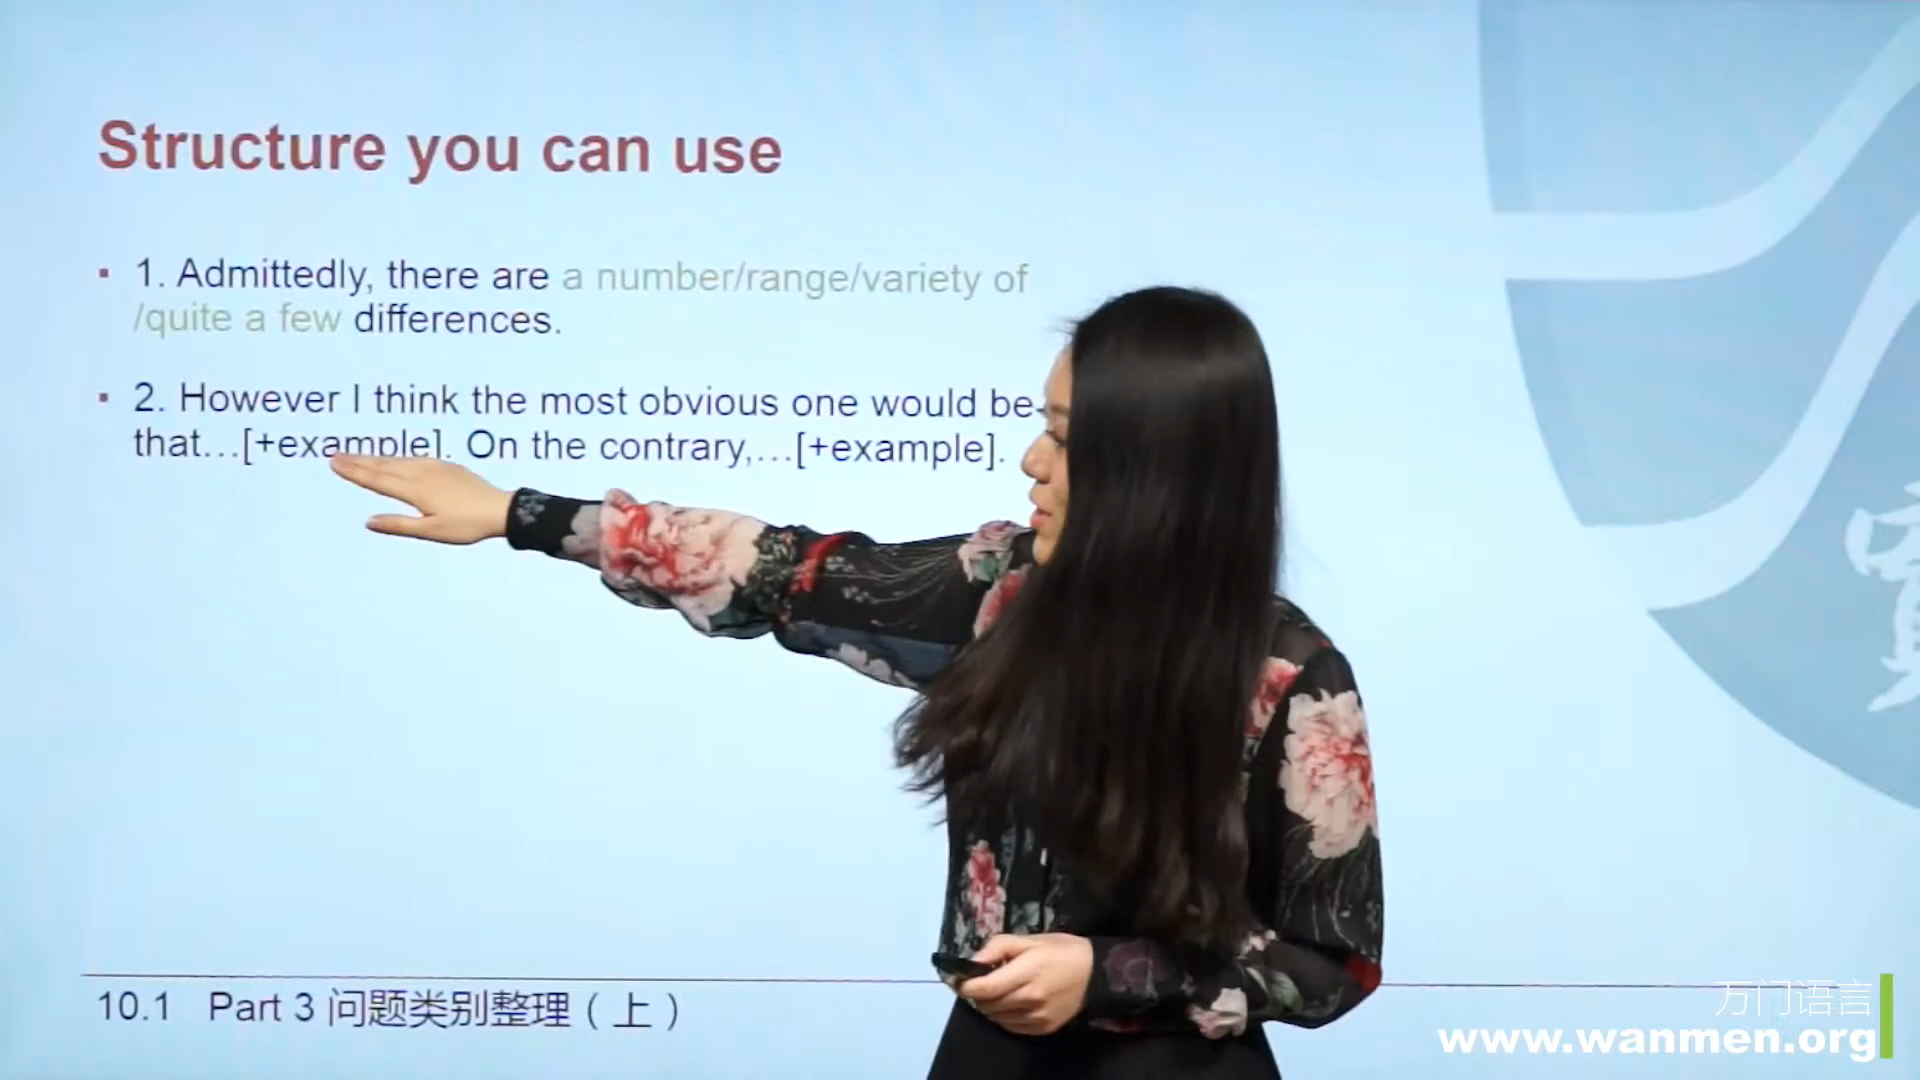 Structure you can use
1. Admittedly, there are a number/range/variety of
/quite a few differences.
2. However I think the most obvious one would be
that…[+example]. On the contrary,…[+example].
10.1 Part 3 问题类别整理（上）
万门语言
www.wanmen.org